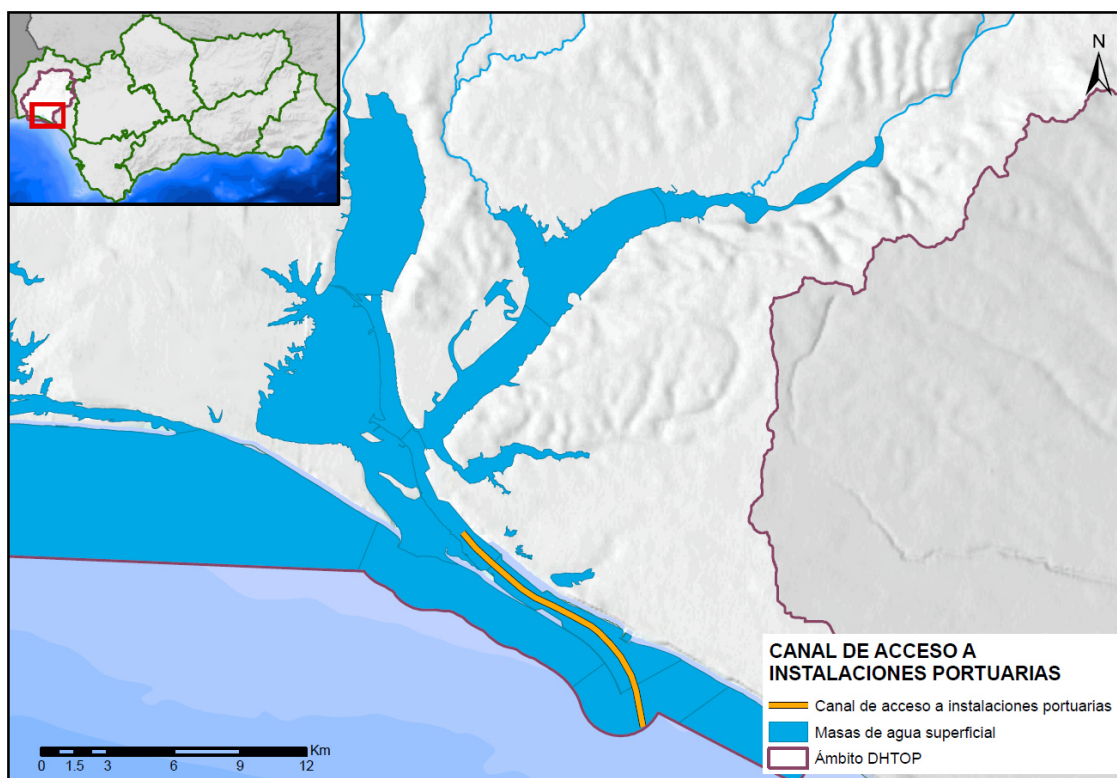 N
CANAL DE ACCESO A
INSTALACIONES PORTUARIAS
Canal de acceso a instalaciones portuarias
Masas de agua superficial
Ámbito DHTOP
Km
0 1.5 3 6 9 12